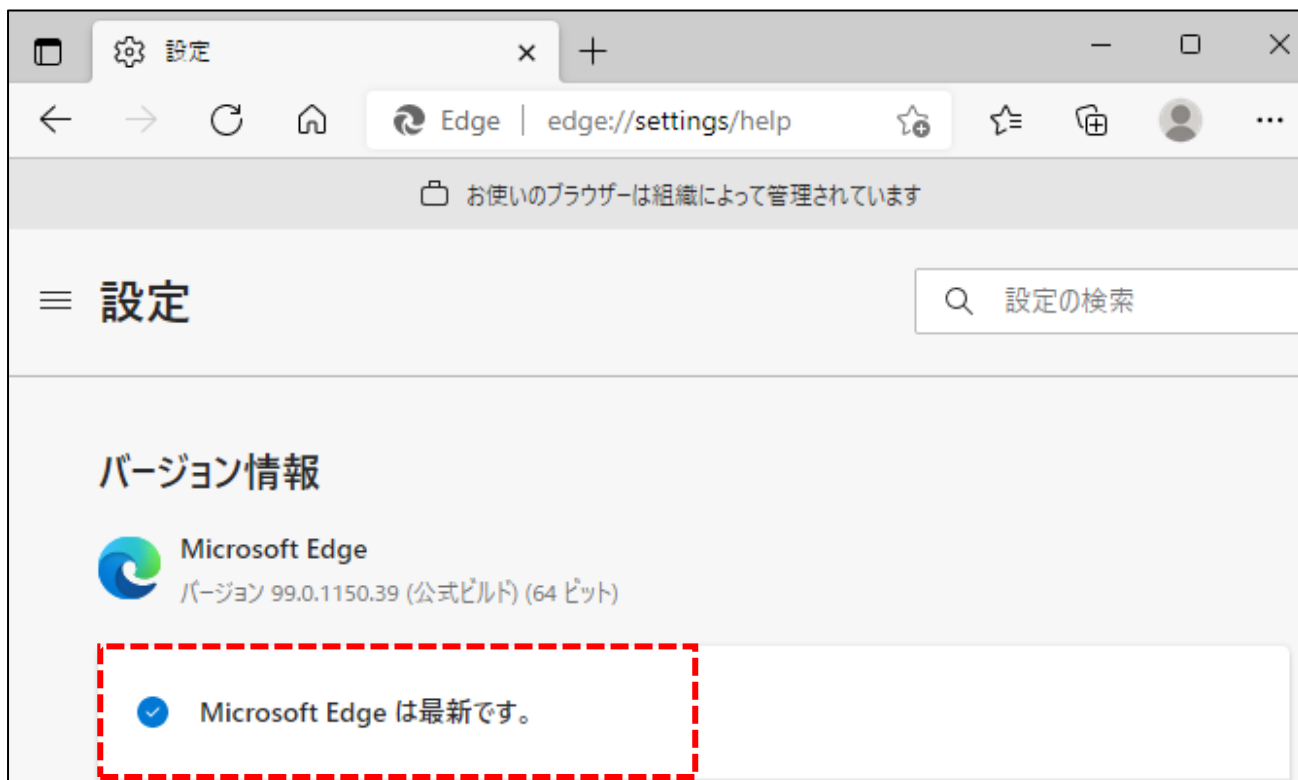 設定
Edge | edge://settings/help
お使いのブラウザーは組織によって管理されています
設定
設定の検索
バージョン情報
Microsoft Edge
バージョン 99.0.1150.39 (公式ビルド) (64 ビット)
Microsoft Edge は最新です。